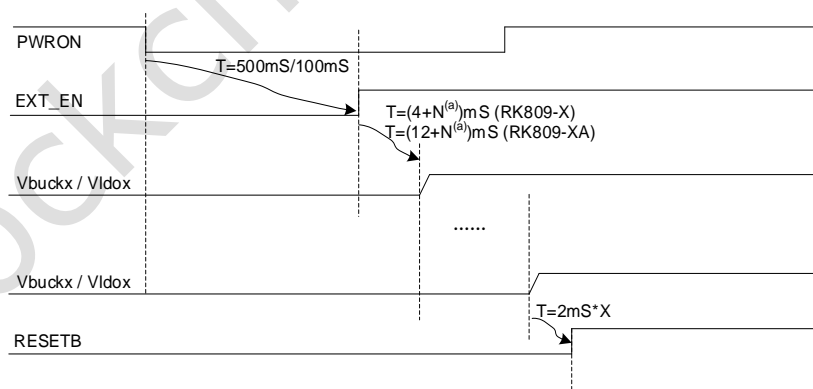 PWRON
T=500mS/100mS
EXT_EN
T=(4+N(a))mS (RK809-X)
T=(12+N(a))mS (RK809-XA)
Vbuckx / Vldox
......
Vbuckx / Vldox
T=2mS*X
RESETB